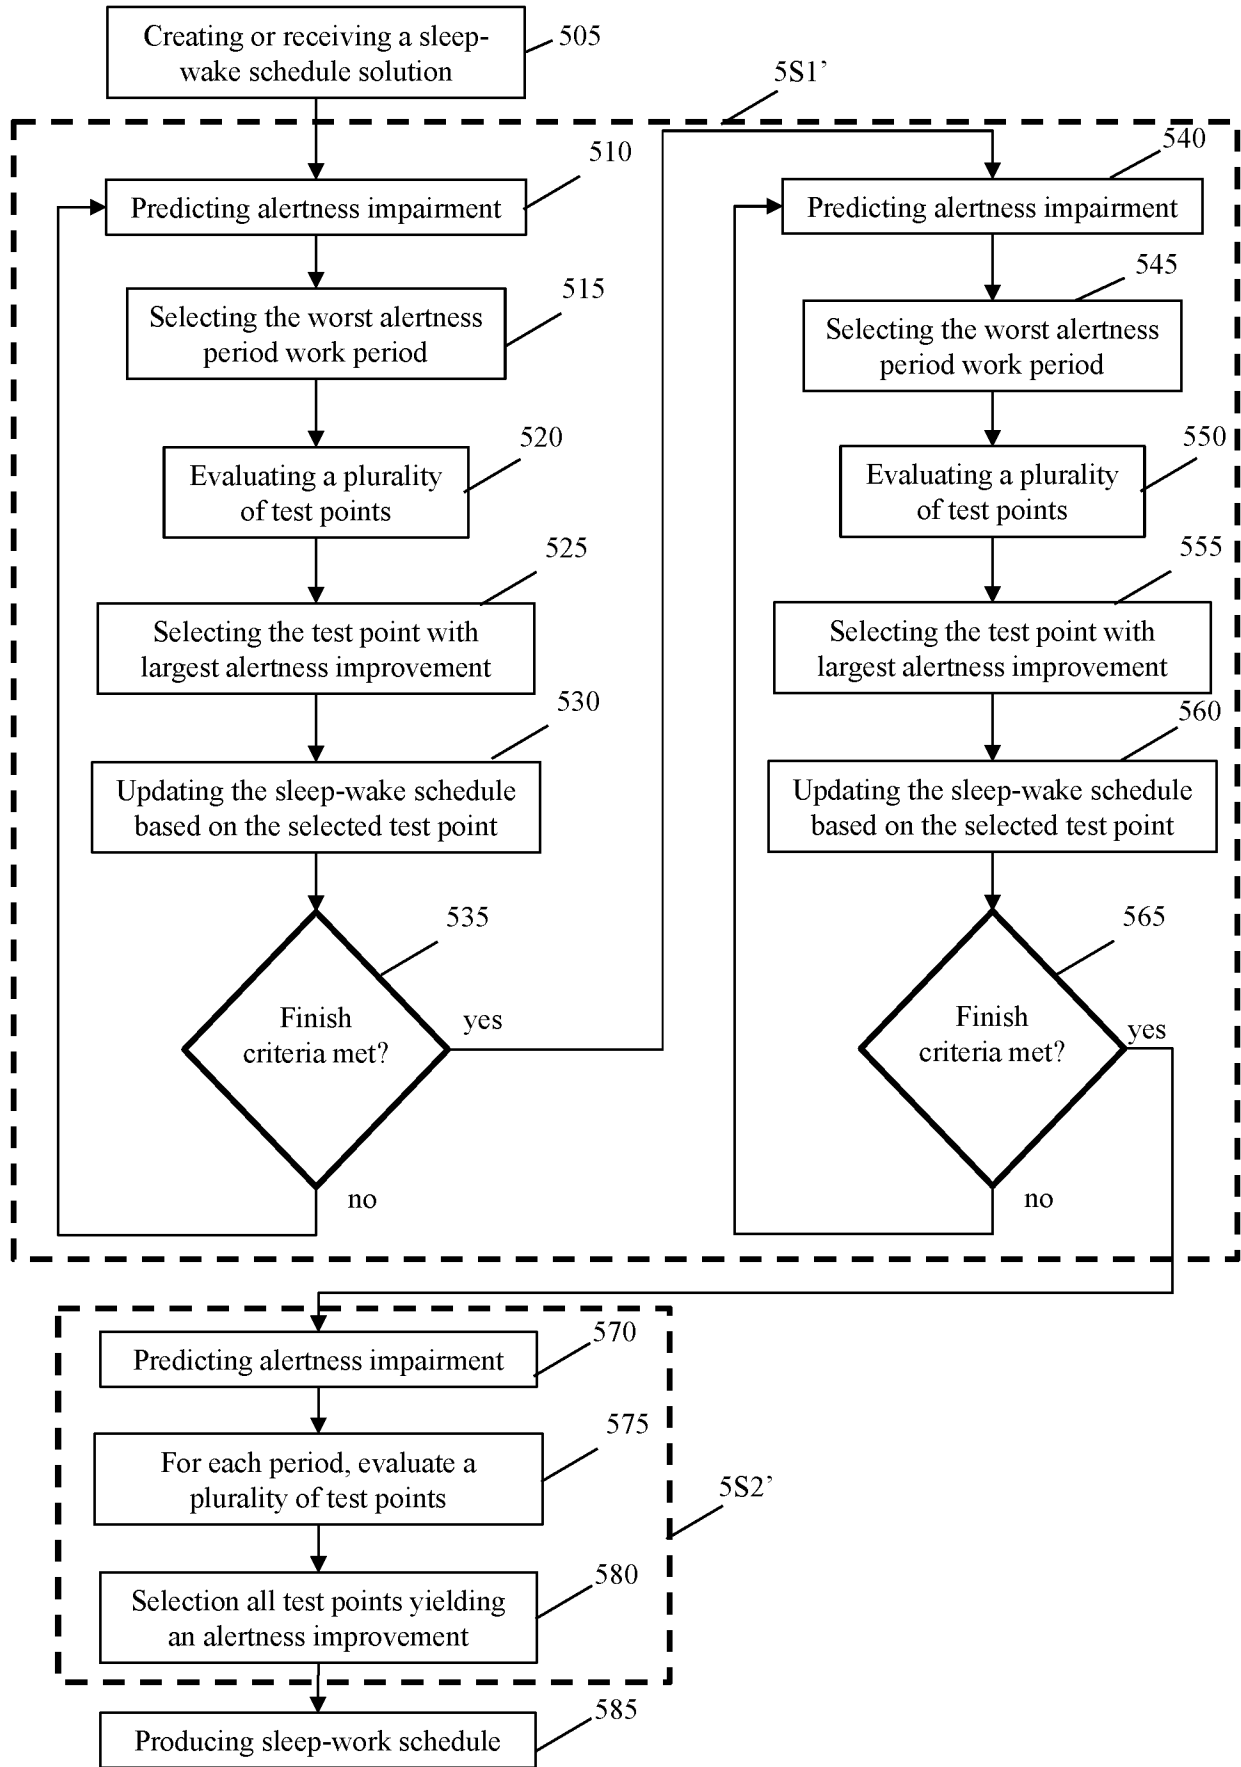 Creating or receiving a sleep-
wake schedule solution
505
5S1’
Predicting alertness impairment
510
Selecting the worst alertness
period work period
515
Evaluating a plurality
of test points
520
Selecting the test point with
largest alertness improvement
525
Updating the sleep-wake schedule
based on the selected test point
530
Finish
criteria met?
535
yes
no
Predicting alertness impairment
540
Selecting the worst alertness
period work period
545
Evaluating a plurality
of test points
550
Selecting the test point with
largest alertness improvement
555
Updating the sleep-wake schedule
based on the selected test point
560
Finish
criteria met?
565
yes
no
Predicting alertness impairment
570
For each period, evaluate a
plurality of test points
575
5S2’
Selection all test points yielding
an alertness improvement
580
Producing sleep-work schedule
585